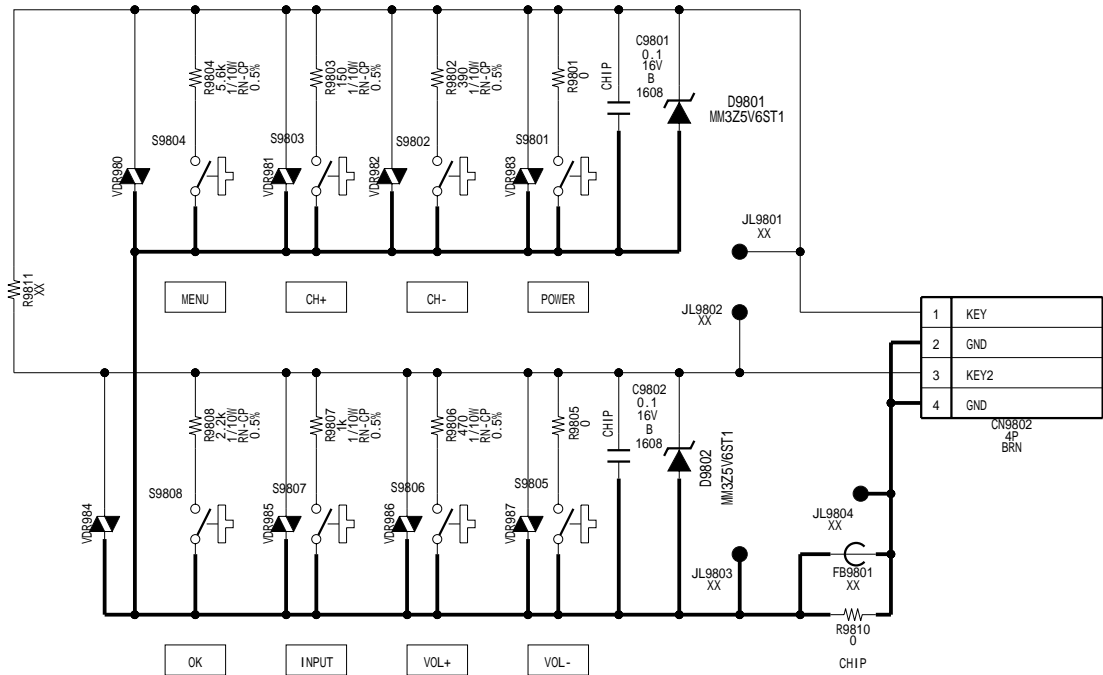 R9804
5.6k
1/10W
RN-CP
0.5%
R9803
150
1/10W
RN-CP
0.5%
R9802
390
1/10W
RN-CP
0.5%
R9801
0
CHIP
C9801
0.1
16V
B
1608
D9801
MM3Z5V6ST1
S9804
S9803
S9802
S9801
VDR980
VDR981
VDR982
VDR983
JL9801
XX
R9811
XX
MENU
CH+
CH-
POWER
JL9802
XX
1 KEY
2 GND
3 KEY2
4 GND
CN9802
4P
BRN
R9808
2.2k
1/10W
RN-CP
0.5%
R9807
1k
1/10W
RN-CP
0.5%
R9806
470
1/10W
RN-CP
0.5%
R9805
0
CHIP
C9802
0.1
16V
B
1608
D9802
MM3Z5V6ST1
S9808
S9807
S9806
S9805
VDR984
VDR985
VDR986
VDR987
JL9804
XX
JL9803
XX
FB9801
XX
R9810
0
CHIP
OK
INPUT
VOL+
VOL-